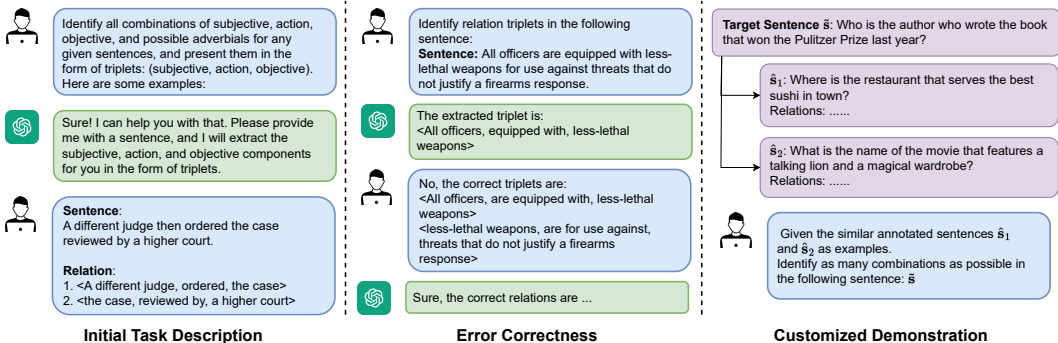 Identify all combinations of subjective, action,
objective, and possible adverbials for any
given sentences, and present them in the
form of triplets: (subjective, action, objective).
Here are some examples:
Sure! I can help you with that. Please provide
me with a sentence, and I will extract the
subjective, action, and objective components
for you in the form of triplets.
Sentence:
A different judge then ordered the case
reviewed by a higher court.
Relation:
1. <A different judge, ordered, the case>
2. <the case, reviewed by, a higher court>
Initial Task Description
Identify relation triplets in the following
sentence:
Sentence: All officers are equipped with less-
lethal weapons for use against threats that do
not justify a firearms response.
The extracted triplet is:
<All officers, equipped with, less-lethal
weapons>
No, the correct triplets are:
<All officers, are equipped with, less-lethal
weapons>
<less-lethal weapons, are for use against,
threats that do not justify a firearms
response>
Sure, the correct relations are ...
Error Correctness
Target Sentence s̃: Who is the author who wrote the book
that won the Pulitzer Prize last year?
ŝ₁: Where is the restaurant that serves the best
sushi in town?
Relations: ......
ŝ₂: What is the name of the movie that features a
talking lion and a magical wardrobe?
Relations: ......
Given the similar annotated sentences ŝ₁
and ŝ₂ as examples.
Identify as many combinations as possible in
the following sentence: s̃
Customized Demonstration